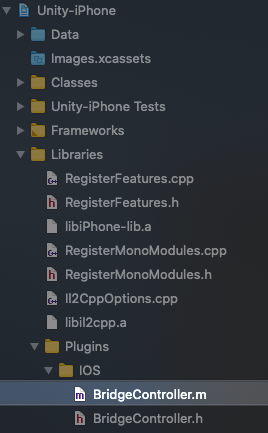 Unity-iPhone
Data
Images.xcassets
Classes
Unity-iPhone Tests
Frameworks
Libraries
RegisterFeatures.cpp
RegisterFeatures.h
libiPhone-lib.a
RegisterMonoModules.cpp
RegisterMonoModules.h
Il2CppOptions.cpp
libil2cpp.a
Plugins
IOS
BridgeController.m
BridgeController.h